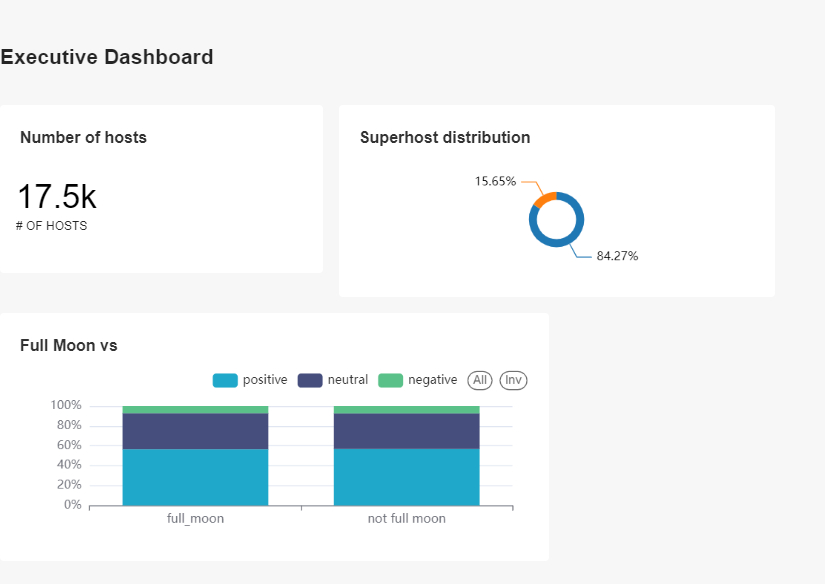 Executive Dashboard
Number of hosts
17.5k
# OF HOSTS
Superhost distribution
15.65%
84.27%
Full Moon vs
positive neutral negative All Inv
100%
80%
60%
40%
20%
0%
full_moon not full moon